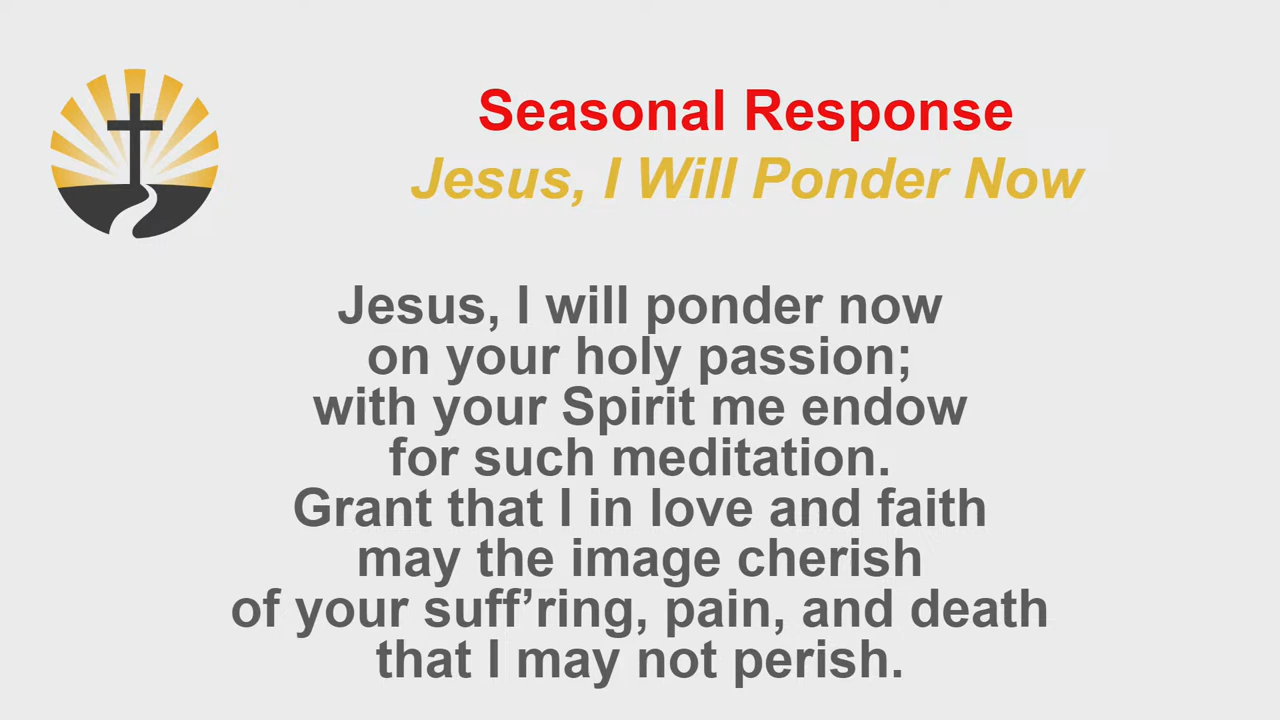 Seasonal Response
Jesus, I Will Ponder Now
Jesus, I will ponder now
on your holy passion;
with your Spirit me endow
for such meditation.
Grant that I in love and faith
may the image cherish
of your suff’ring, pain, and death
that I may not perish.